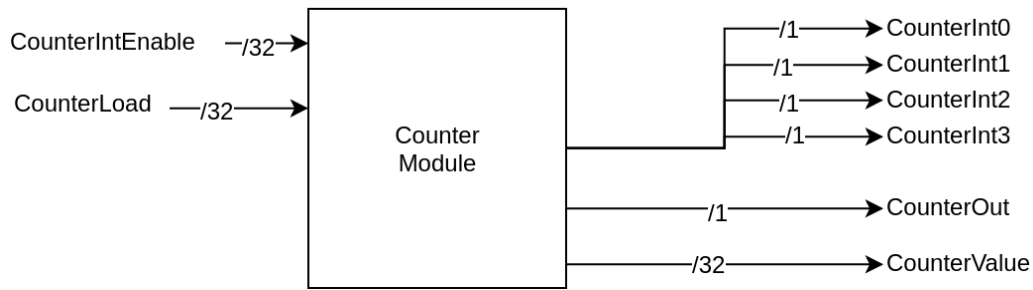 CounterIntEnable
/32
CounterLoad
/32
Counter
Module
/1
CounterInt0
/1
CounterInt1
/1
CounterInt2
/1
CounterInt3
/1
CounterOut
/32
CounterValue